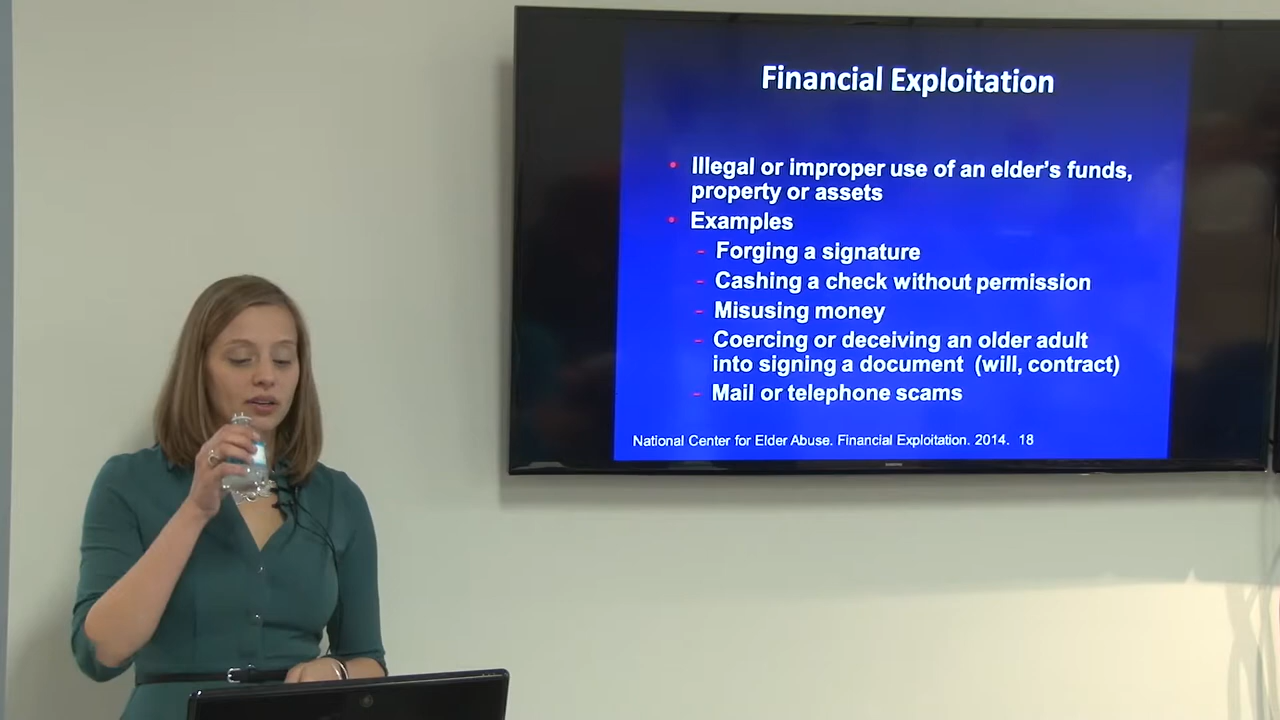 Financial Exploitation
• Illegal or improper use of an elder's funds,
property or assets
• Examples
- Forging a signature
- Cashing a check without permission
- Misusing money
- Coercing or deceiving an older adult
into signing a document (will, contract)
- Mail or telephone scams
National Center for Elder Abuse. Financial Exploitation. 2014. 18